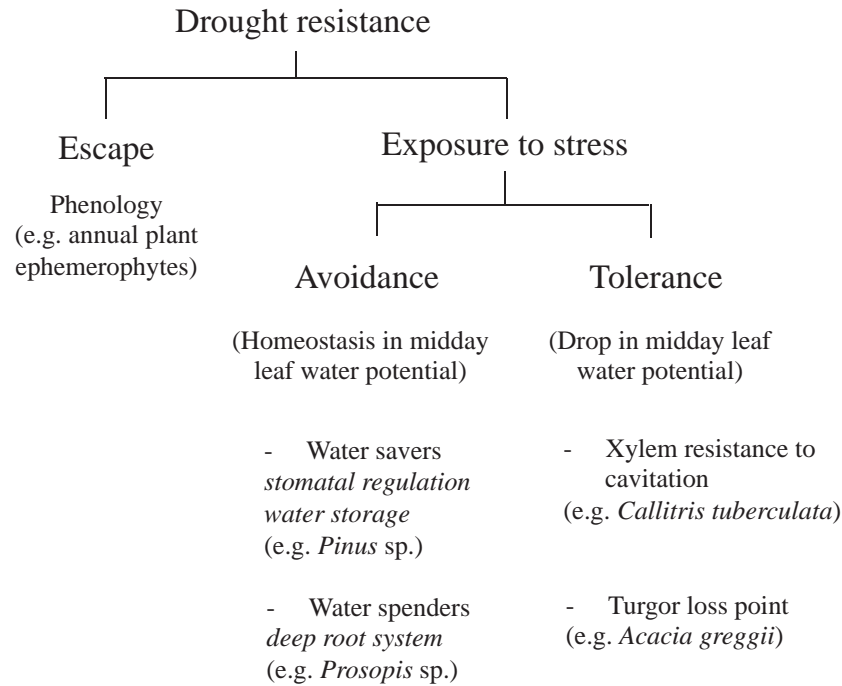 Drought resistance
Escape
Exposure to stress
Phenology
(e.g. annual plant
ephemerophytes)
Avoidance
Tolerance
(Homeostasis in midday
leaf water potential)
(Drop in midday leaf
water potential)
- Water savers
stomatal regulation
water storage
(e.g. Pinus sp.)
- Xylem resistance to
cavitation
(e.g. Callitris tuberculata)
- Water spenders
deep root system
(e.g. Prosopis sp.)
- Turgor loss point
(e.g. Acacia greggii)